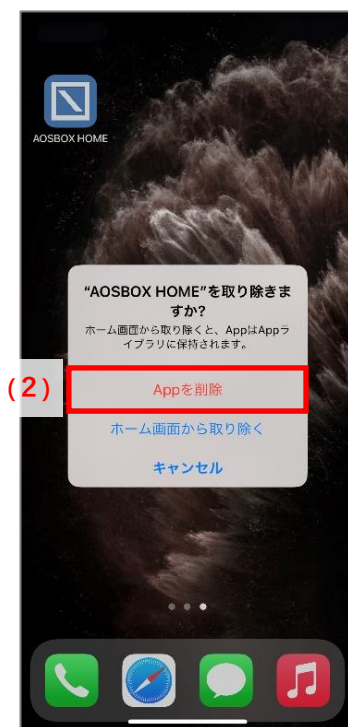 AOSBOX HOME
“AOSBOX HOME”を取り除きま
すか?
ホーム画面から取り除くと、AppはAppラ
イブラリに保持されます。
(2)
Appを削除
ホーム画面から取り除く
キャンセル